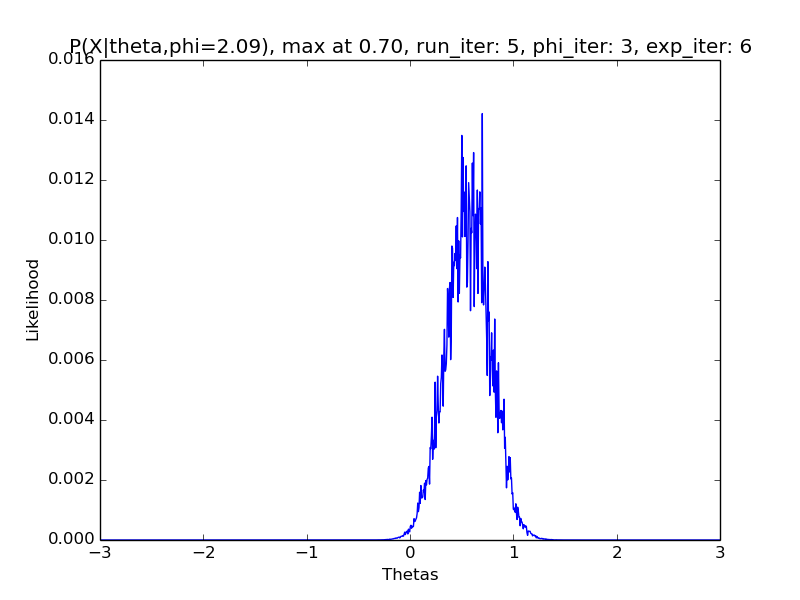 P(X|theta,phi=2.09), max at 0.70, run_iter: 5, phi_iter: 3, exp_iter: 6
0.016
0.014
0.012
0.010
0.008
0.006
0.004
0.002
0.000
Likelihood
−3 −2 −1 0 1 2 3
Thetas